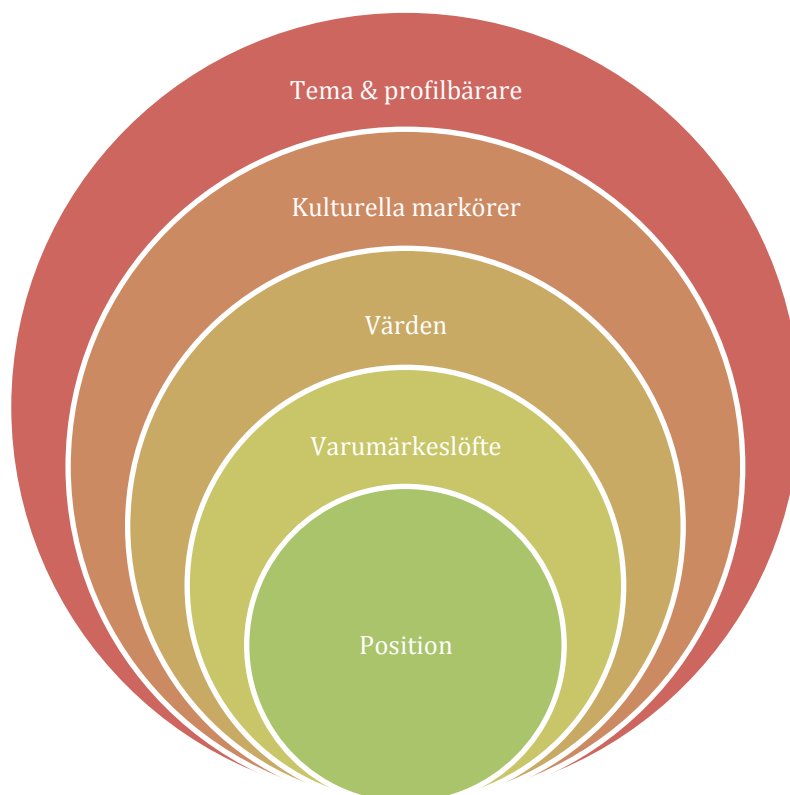 Tema & profilbärare
Kulturella markörer
Värden
Varumärkeslöfte
Position